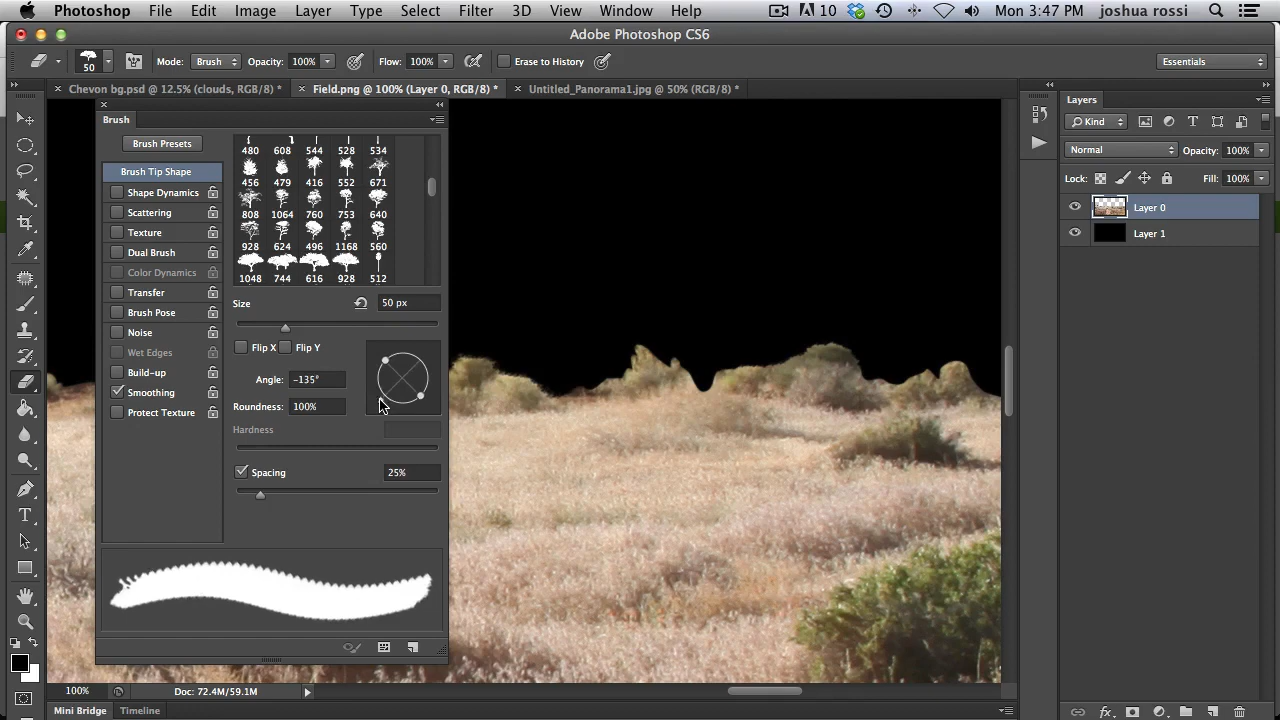 Photoshop File Edit Image Layer Type Select Filter 3D View Window Help 10 Mon 3:47 PM joshua rossi
Adobe Photoshop CS6
50 Mode: Brush Opacity: 100% Flow: 100% Erase to History Essentials
Chevon bg.psd @ 12.5% (clouds, RGB/8) * Field.png @ 100% (Layer 0, RGB/8) * Untitled_Panorama1.jpg @ 50% (RGB/8) *
Brush
Brush Presets
Brush Tip Shape
Shape Dynamics
Scattering
Texture
Dual Brush
Color Dynamics
Transfer
Brush Pose
Noise
Wet Edges
Build-up
Smoothing
Protect Texture
480 608 544 528 534
456 479 416 552 671
808 1064 760 753 640
928 624 496 1168 560
1048 744 616 928 512
Size 50 px
Flip X Flip Y
Angle: -135°
Roundness: 100%
Hardness
Spacing 25%
Layers
Kind
Normal Opacity: 100%
Lock: Fill: 100%
Layer 0
Layer 1
100% Doc: 72.4M/59.1M
Mini Bridge Timeline